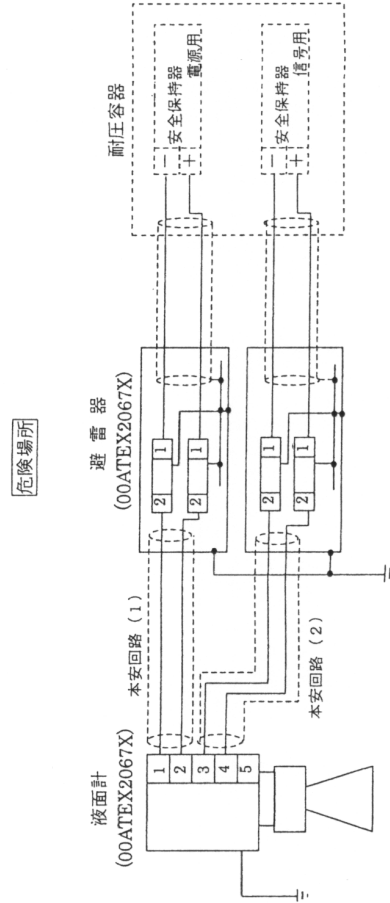 危険場所
液面計
(00ATEX2067X)
1
2
3
4
5
本安回路 (1)
本安回路 (2)
避雷器
(00ATEX2067X)
2 1
2 1
2 1
2 1
耐圧容器
−
+
安全保持器
電源用
−
+
安全保持器
信号用